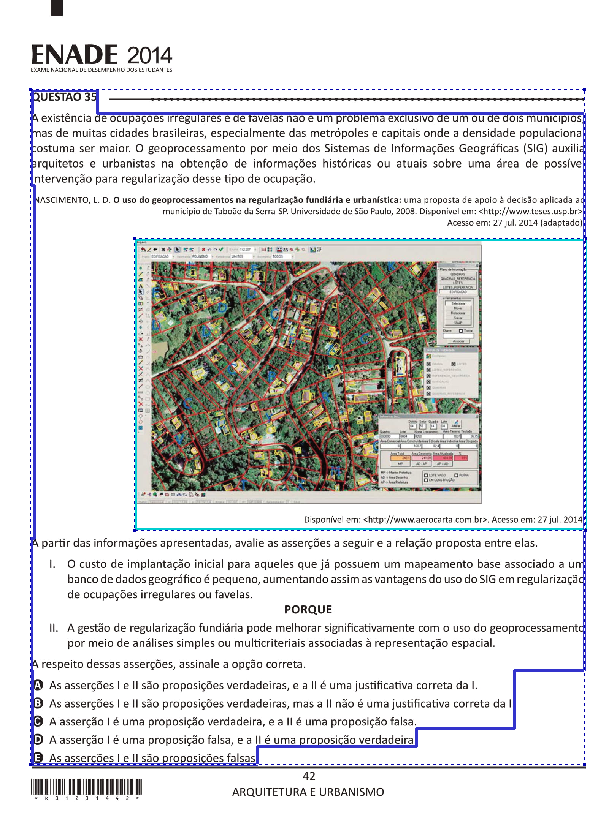 ENADE 2014
EXAME NACIONAL DE DESEMPENHO DOS ESTUDANTES
QUESTÃO 35
A existência de ocupações irregulares e de favelas não é um problema exclusivo de um ou de dois municípios,
mas de muitas cidades brasileiras, especialmente das metrópoles e capitais onde a densidade populaciona
costuma ser maior. O geoprocessamento por meio dos Sistemas de Informações Geográficas (SIG) auxilia
arquitetos e urbanistas na obtenção de informações históricas ou atuais sobre uma área de possíve
intervenção para regularização desse tipo de ocupação.
NASCIMENTO, L. D. O uso do geoprocessamentos na regularização fundiária e urbanística: uma proposta de apoio à decisão aplicada ao
município de Taboão da Serra-SP. Universidade de São Paulo, 2008. Disponível em: <http://www.teses.usp.br>
Acesso em: 27 jul. 2014 (adaptado)
Disponível em: <http://www.aerocarta.com.br>. Acesso em: 27 jul. 2014
A partir das informações apresentadas, avalie as asserções a seguir e a relação proposta entre elas.
I. O custo de implantação inicial para aqueles que já possuem um mapeamento base associado a um
banco de dados geográfico é pequeno, aumentando assim as vantagens do uso do SIG em regularização
de ocupações irregulares ou favelas.
PORQUE
II. A gestão de regularização fundiária pode melhorar significativamente com o uso do geoprocessamento
por meio de análises simples ou multicriteriais associadas à representação espacial.
A respeito dessas asserções, assinale a opção correta.
A As asserções I e II são proposições verdadeiras, e a II é uma justificativa correta da I.
B As asserções I e II são proposições verdadeiras, mas a II não é uma justificativa correta da I
C A asserção I é uma proposição verdadeira, e a II é uma proposição falsa.
D A asserção I é uma proposição falsa, e a II é uma proposição verdadeira
E As asserções I e II são proposições falsas
42
ARQUITETURA E URBANISMO